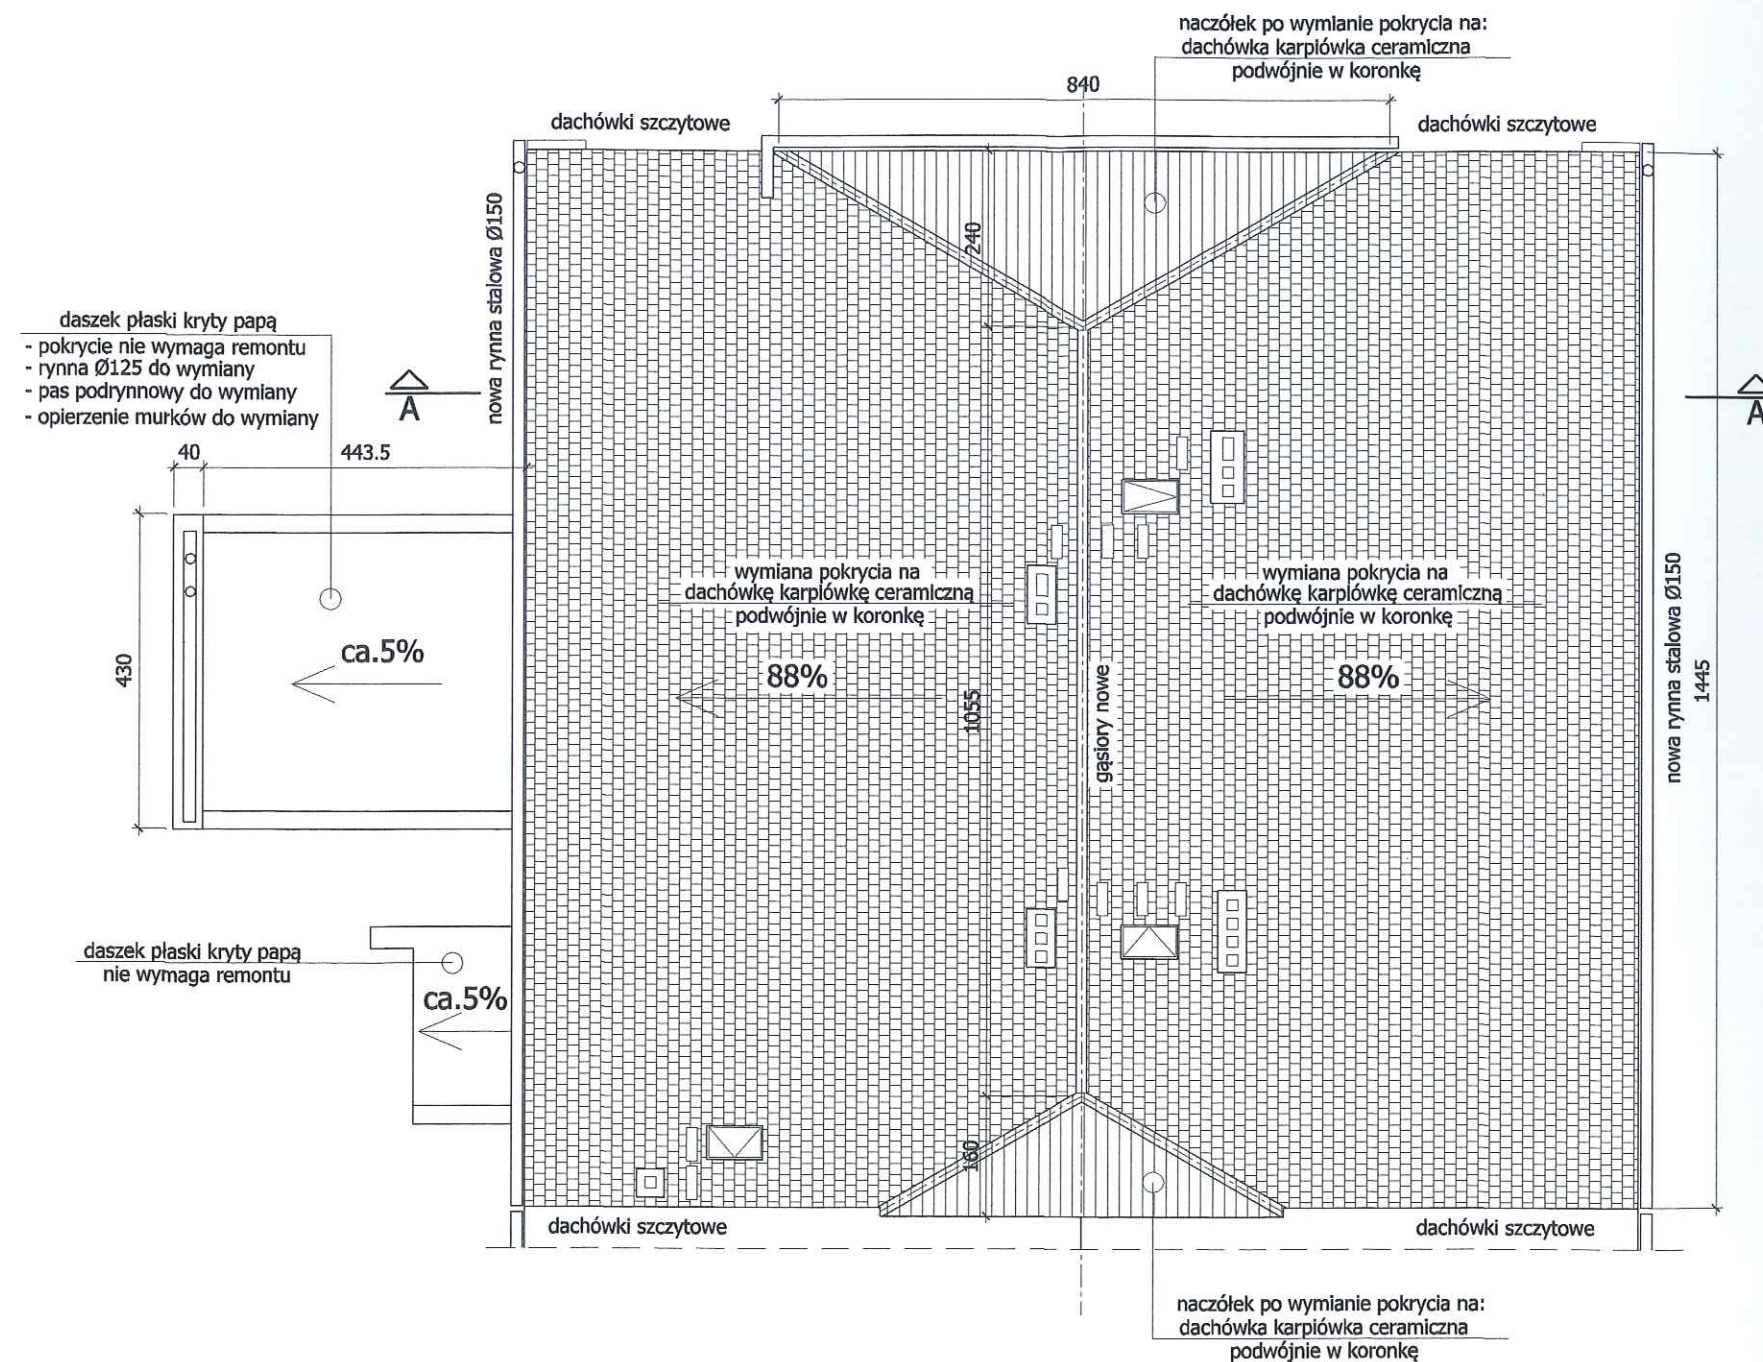 naczółek po wymianie pokrycia na:
dachówka karpiówka ceramiczna
podwójnie w koronkę
840
dachówki szczytowe
dachówki szczytowe
nowa rynna stalowa Ø150
240
daszek płaski kryty papą
- pokrycie nie wymaga remontu
- rynna Ø125 do wymiany
- pas podrynnowy do wymiany
- opierzenie murków do wymiany
A
A
40
443.5
430
ca.5%
wymiana pokrycia na
dachówkę karpiówkę ceramiczną
podwójnie w koronkę
88%
1055
gąsiory nowe
wymiana pokrycia na
dachówkę karpiówkę ceramiczną
podwójnie w koronkę
88%
nowa rynna stalowa Ø150
1445
daszek płaski kryty papą
nie wymaga remontu
ca.5%
160
dachówki szczytowe
dachówki szczytowe
naczółek po wymianie pokrycia na:
dachówka karpiówka ceramiczna
podwójnie w koronkę